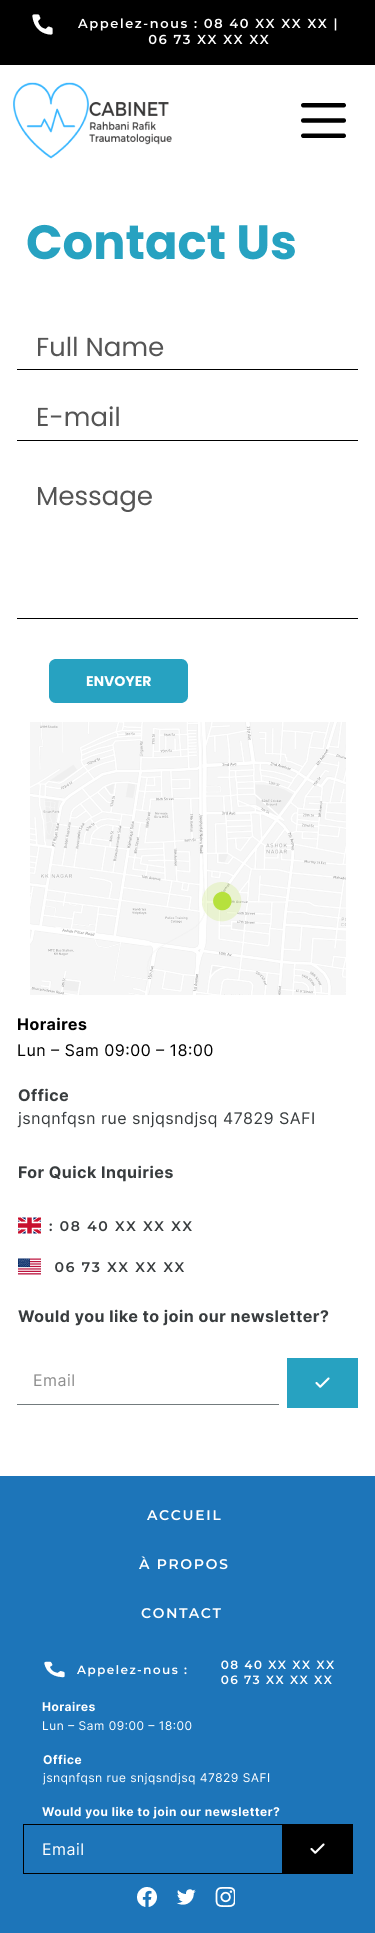 Appelez-nous : 08 40 XX XX XX |
06 73 XX XX XX
CABINET
Rahbani Rafik
Traumatologique
Contact Us
Full Name
E-mail
Message
ENVOYER
ASHOK
NAGAR
KK NAGAR
Horaires
Lun – Sam 09:00 – 18:00
Office
jsnqnfqsn rue snjqsndjsq 47829 SAFI
For Quick Inquiries
: 08 40 XX XX XX
06 73 XX XX XX
Would you like to join our newsletter?
Email
ACCUEIL
À PROPOS
CONTACT
Appelez-nous :
08 40 XX XX XX
06 73 XX XX XX
Horaires
Lun – Sam 09:00 – 18:00
Office
jsnqnfqsn rue snjqsndjsq 47829 SAFI
Would you like to join our newsletter?
Email